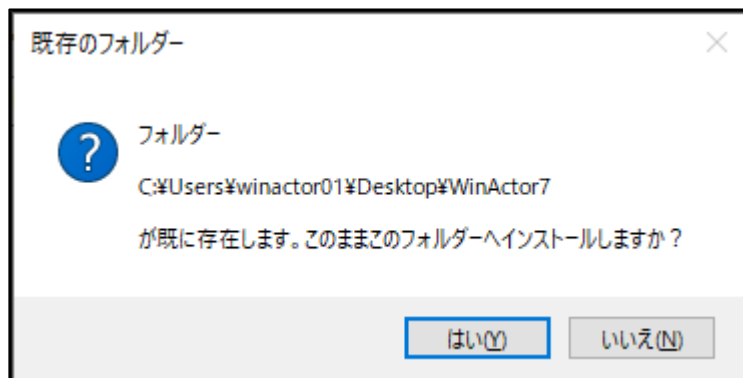 既存のフォルダー
?
フォルダー
C:¥Users¥winactor01¥Desktop¥WinActor7
が既に存在します。このままこのフォルダーへインストールしますか？
はい(Y)
いいえ(N)